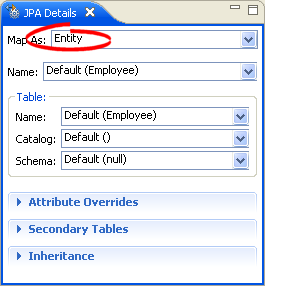 JPA Details
Map As: Entity
Name: Default (Employee)
Table:
Name: Default (Employee)
Catalog: Default ()
Schema: Default (null)
Attribute Overrides
Secondary Tables
Inheritance